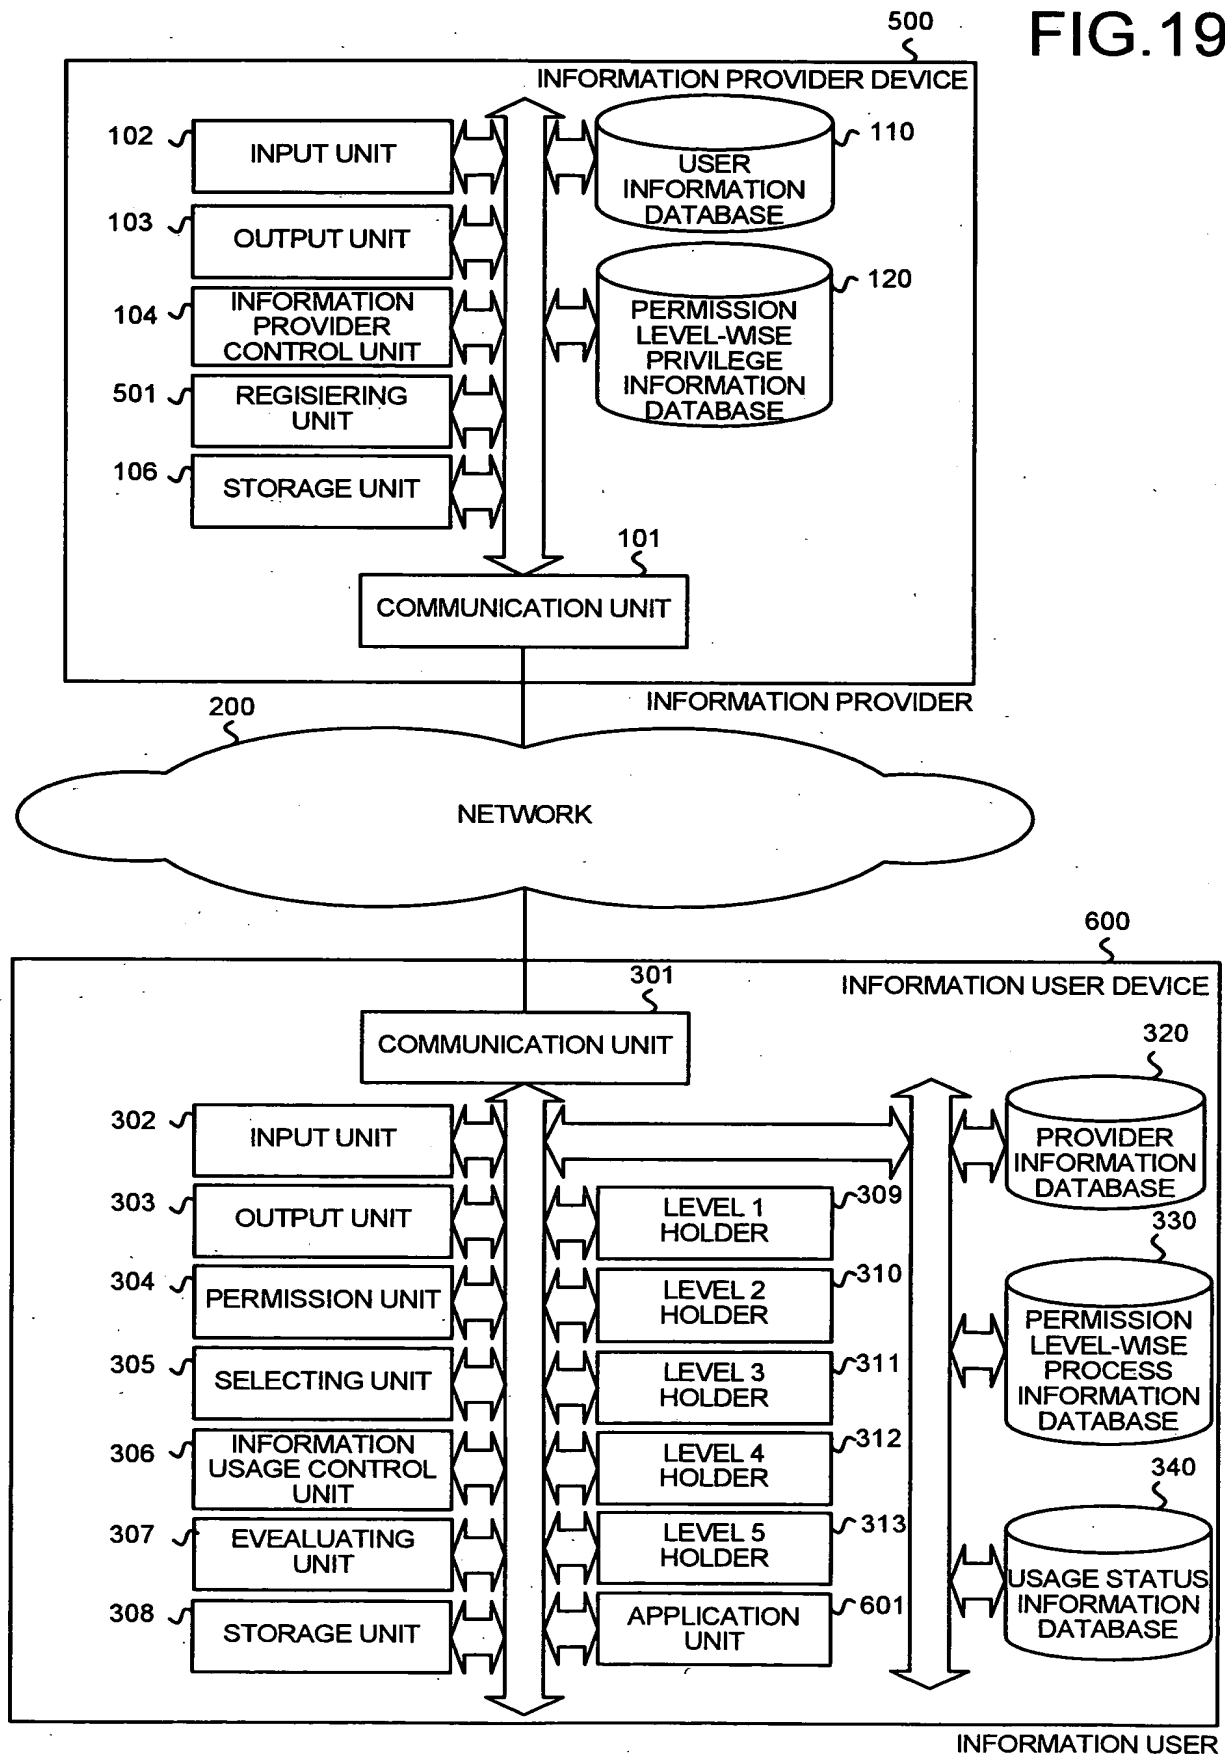 FIG.19
500
INFORMATION PROVIDER DEVICE
102
INPUT UNIT
110
USER
INFORMATION
DATABASE
103
OUTPUT UNIT
104
INFORMATION
PROVIDER
CONTROL UNIT
120
PERMISSION
LEVEL-WISE
PRIVILEGE
INFORMATION
DATABASE
501
REGISIERING
UNIT
106
STORAGE UNIT
101
COMMUNICATION UNIT
INFORMATION PROVIDER
200
NETWORK
600
INFORMATION USER DEVICE
301
COMMUNICATION UNIT
320
PROVIDER
INFORMATION
DATABASE
302
INPUT UNIT
303
OUTPUT UNIT
309
LEVEL 1
HOLDER
330
PERMISSION
LEVEL-WISE
PROCESS
INFORMATION
DATABASE
304
PERMISSION UNIT
310
LEVEL 2
HOLDER
305
SELECTING UNIT
311
LEVEL 3
HOLDER
306
INFORMATION
USAGE CONTROL
UNIT
312
LEVEL 4
HOLDER
340
USAGE STATUS
INFORMATION
DATABASE
307
EVEALUATING
UNIT
313
LEVEL 5
HOLDER
308
STORAGE UNIT
601
APPLICATION
UNIT
INFORMATION USER